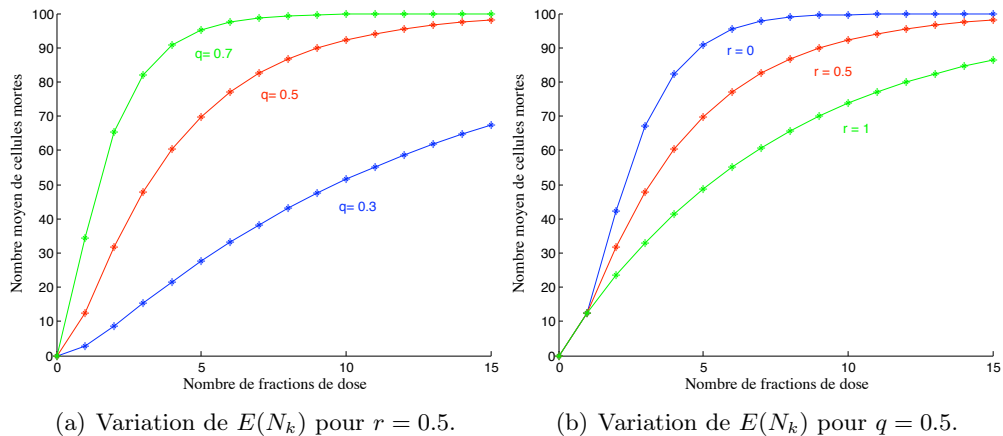 Nombre moyen de cellules mortes
100
90
80
70
60
50
40
30
20
10
0
q= 0.7
q= 0.5
q= 0.3
0 5 10 15
Nombre de fractions de dose
(a) Variation de E(N_k) pour r = 0.5.
Nombre moyen de cellules mortes
100
90
80
70
60
50
40
30
20
10
0
r = 0
r = 0.5
r = 1
0 5 10 15
Nombre de fractions de dose
(b) Variation de E(N_k) pour q = 0.5.